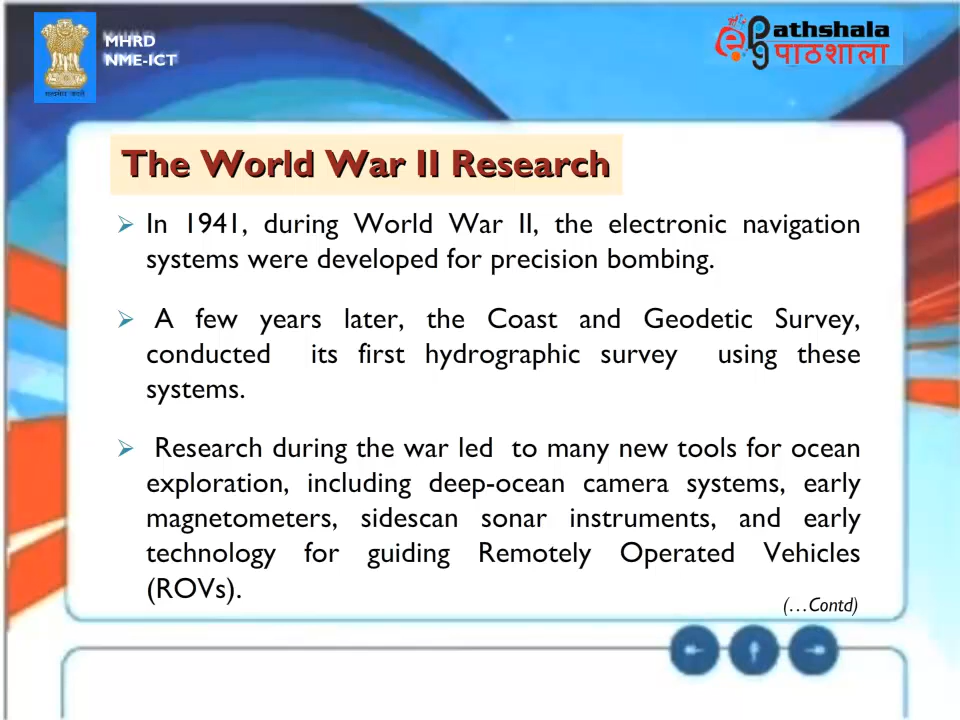 MHRD
NME-ICT
सत्यमेव जयते
ePathshala
पाठशाला
The World War II Research
➢ In 1941, during World War II, the electronic navigation
systems were developed for precision bombing.
➢ A few years later, the Coast and Geodetic Survey,
conducted its first hydrographic survey using these
systems.
➢ Research during the war led to many new tools for ocean
exploration, including deep-ocean camera systems, early
magnetometers, sidescan sonar instruments, and early
technology for guiding Remotely Operated Vehicles
(ROVs).
(…Contd)